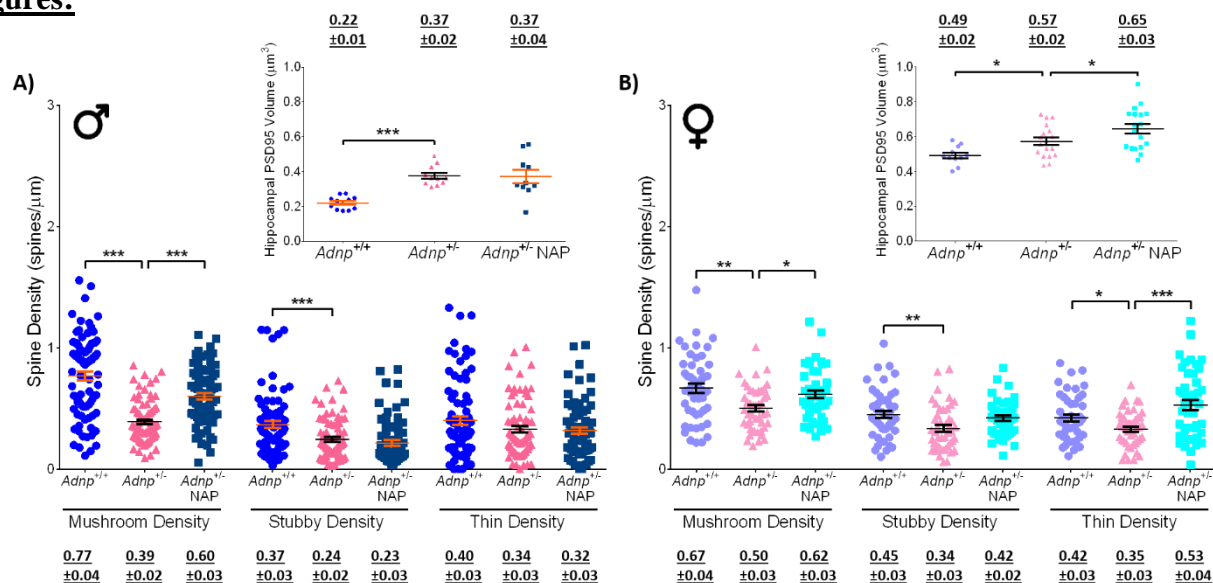 gures:
0.22 0.37 0.37
±0.01 ±0.02 ±0.04
A)
Hippocampal PSD95 Volume (µm³)
1.0
0.8
0.6
0.4
0.2
0.0
***
Adnp+/+ Adnp+/- Adnp+/- NAP
Spine Density (spines/µm)
3
2
1
0
*** *** ***
Adnp+/+ Adnp+/- Adnp+/- NAP Adnp+/+ Adnp+/- Adnp+/- NAP Adnp+/+ Adnp+/- Adnp+/- NAP
Mushroom Density Stubby Density Thin Density
0.77 0.39 0.60 0.37 0.24 0.23 0.40 0.34 0.32
±0.04 ±0.02 ±0.03 ±0.03 ±0.02 ±0.03 ±0.03 ±0.03 ±0.03
0.49 0.57 0.65
±0.02 ±0.02 ±0.03
B)
Hippocampal PSD95 Volume (µm³)
1.0
0.8
0.6
0.4
0.2
0.0
* *
Adnp+/+ Adnp+/- Adnp+/- NAP
Spine Density (spines/µm)
3
2
1
0
** * ** * ***
Adnp+/+ Adnp+/- Adnp+/- NAP Adnp+/+ Adnp+/- Adnp+/- NAP Adnp+/+ Adnp+/- Adnp+/- NAP
Mushroom Density Stubby Density Thin Density
0.67 0.50 0.62 0.45 0.34 0.42 0.42 0.35 0.53
±0.04 ±0.03 ±0.03 ±0.03 ±0.03 ±0.02 ±0.03 ±0.03 ±0.04